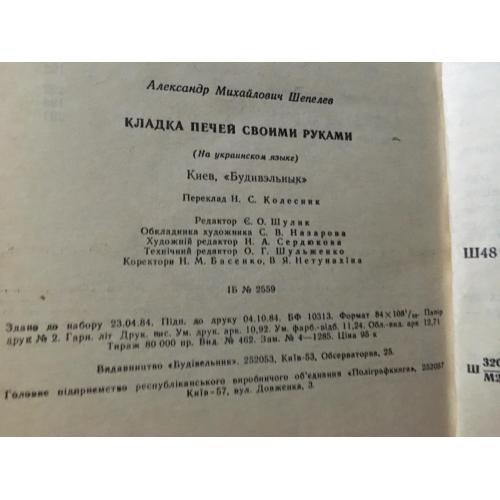 Александр Михайлович Шепелев
КЛАДКА ПЕЧЕЙ СВОИМИ РУКАМИ
(На украинском языке)
Киев, «Будивэльнык»
Переклад Н. С. Колесник
Редактор Є. О. Шулик
Обкладинка художника С. В. Назарова
Художній редактор Н. А. Сердюкова
Технічний редактор О. Г. Шульженко
Коректори Н. М. Басенко, В Я. Нетунахіна
ІБ № 2559
Здано до набору 23.04.84. Підп. до друку 04.10.84. БФ 10313. Формат 84×108¹/₃₂. Папір
друк № 2. Гарн. літ Друк вис. Ум. друк. арк. 10,92. Ум. фарб.-відб. 11,24. Обл.-вид. арк. 12,71
Тираж 80 000 пр. Вид. № 462. Зам. № 4—1285. Ціна 95 к
Видавництво «Будівельник». 252053, Київ-53, Обсерваторна, 25.
Головне підприємство республіканського виробничого об'єднання «Поліграфкнига», 252057
Київ-57, вул. Довженка, 3.
Ш48
Ш 320
М2